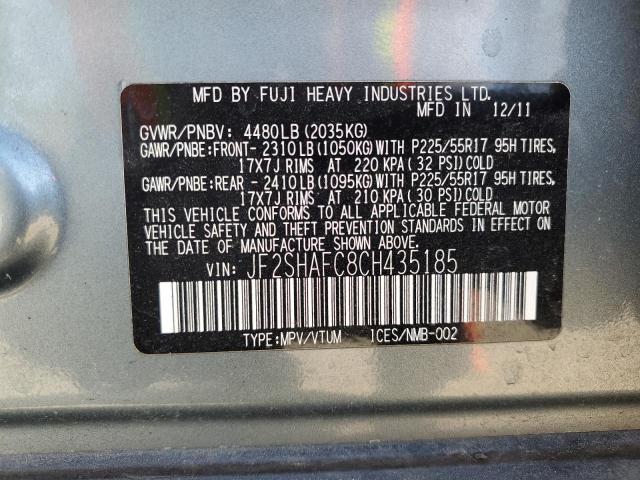 MFD BY FUJI HEAVY INDUSTRIES LTD.
MFD IN 12/11
GVWR/PNBV: 4480LB (2035KG)
GAWR/PNBE:FRONT- 2310LB (1050KG) WITH P225/55R17 95H TIRES,
17X7J RIMS AT 220 KPA (32 PSI) COLD
GAWR/PNBE:REAR - 2410LB (1095KG) WITH P225/55R17 95H TIRES,
17X7J RIMS AT 210 KPA (30 PSI) COLD
THIS VEHICLE CONFORMS TO ALL APPLICABLE FEDERAL MOTOR
VEHICLE SAFETY AND THEFT PREVENTION STANDARDS IN EFFECT
ON THE DATE OF MANUFACTURE SHOWN ABOVE.
VIN: JF2SHAFC8CH435185
TYPE:MPV/VTUM ICES/NMB-002